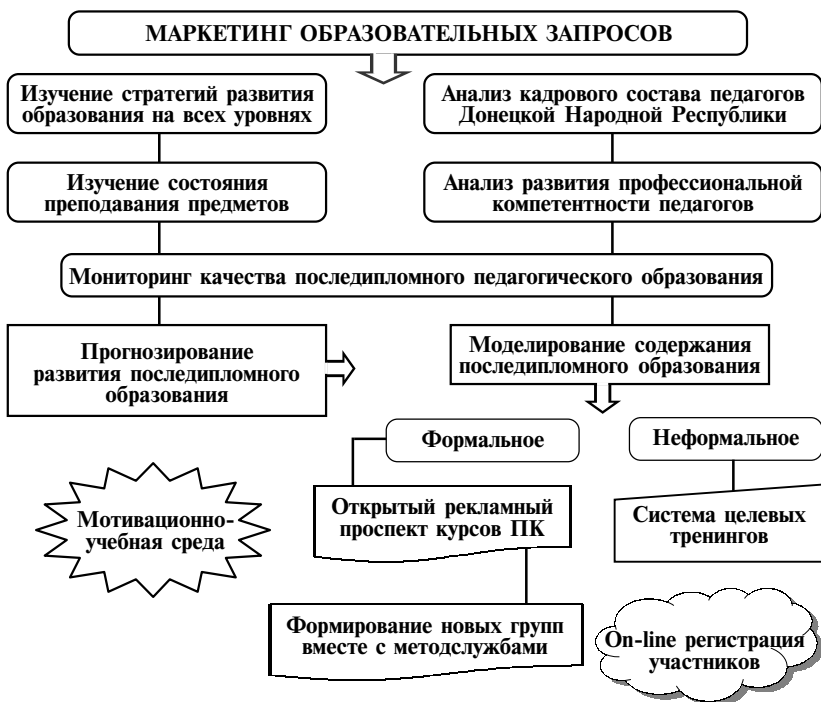 МАРКЕТИНГ ОБРАЗОВАТЕЛЬНЫХ ЗАПРОСОВ
Изучение стратегий развития
образования на всех уровнях
Анализ кадрового состава педагогов
Донецкой Народной Республики
Изучение состояния
преподавания предметов
Анализ развития профессиональной
компетентности педагогов
Мониторинг качества последипломного педагогического образования
Прогнозирование
развития последипломного
образования
Моделирование содержания
последипломного образования
Формальное
Неформальное
Мотивационно-
учебная среда
Открытый рекламный
проспект курсов ПК
Система целевых
тренингов
Формирование новых групп
вместе с методслужбами
On-line регистрация
участников